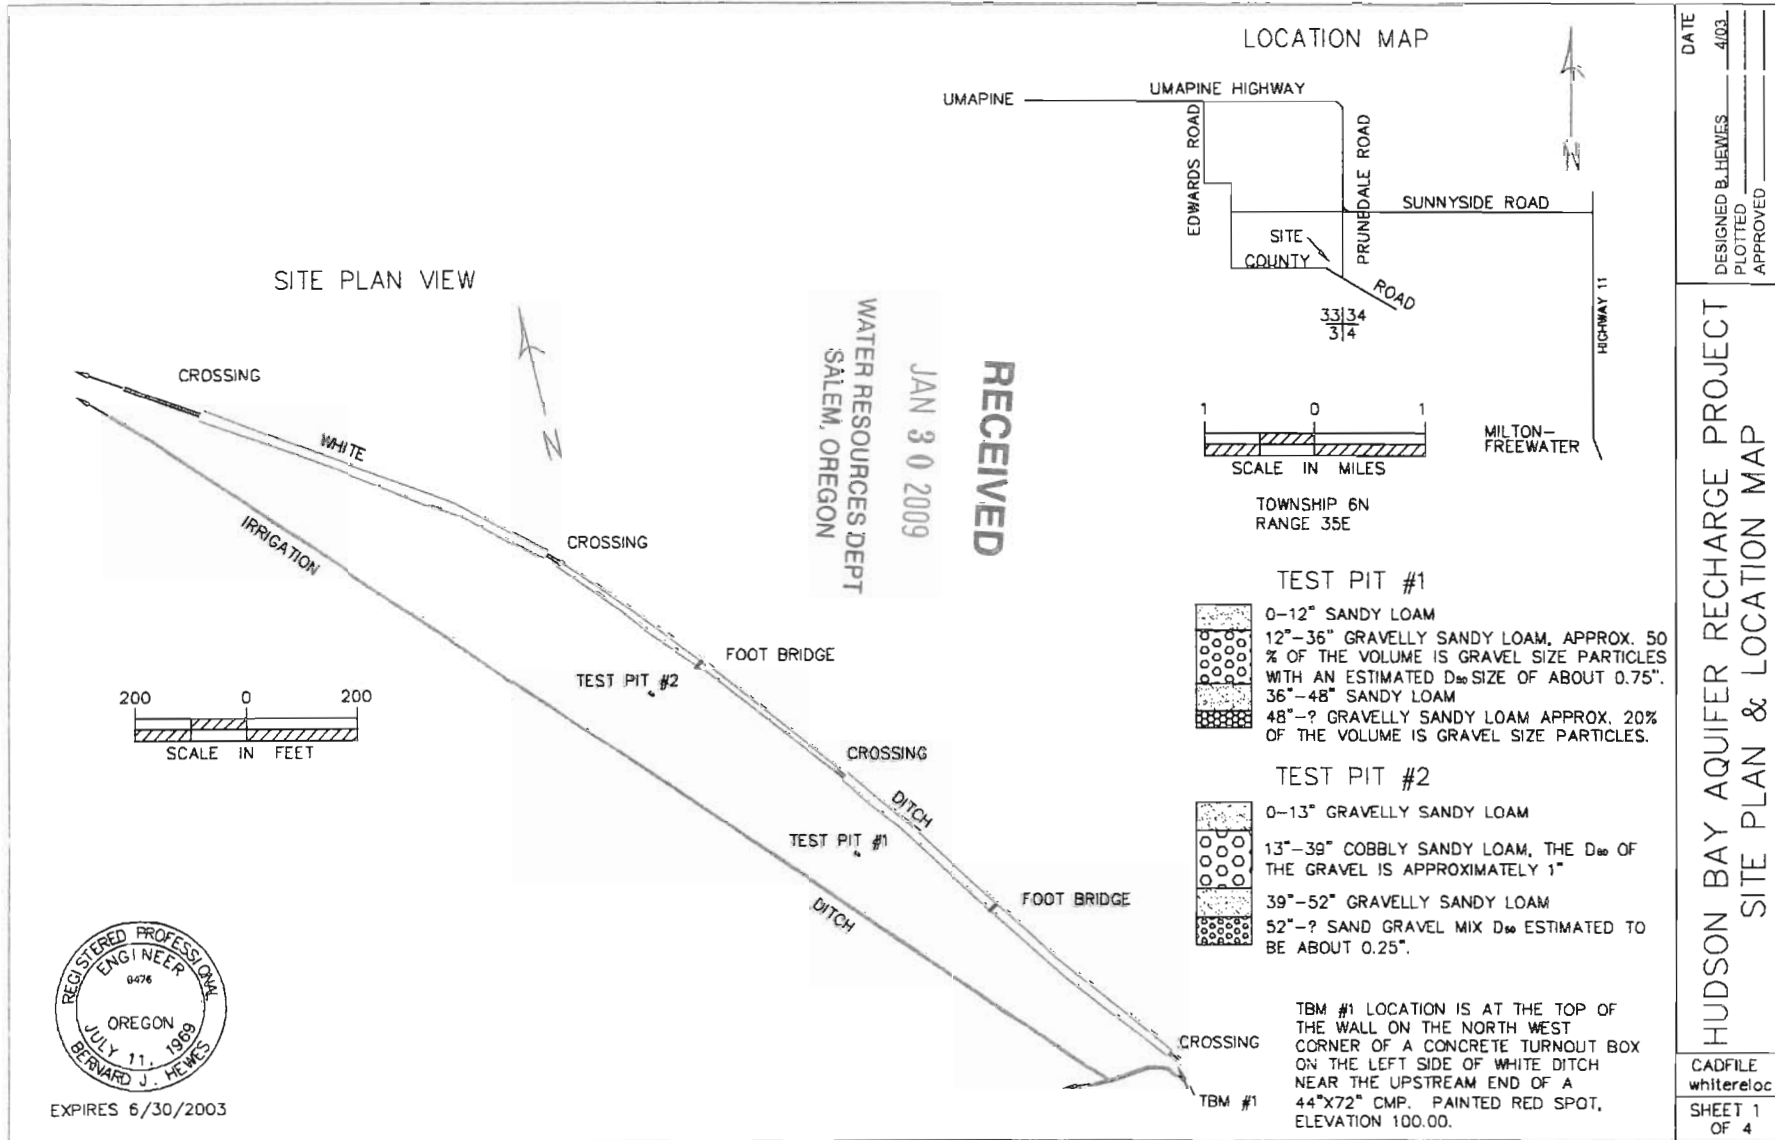 LOCATION MAP
UMAPINE
UMAPINE HIGHWAY
EDWARDS ROAD
PRUNEDALE ROAD
SUNNYSIDE ROAD
SITE
COUNTY
ROAD
33|34
3|4
HIGHWAY 11
MILTON-
FREEWATER
N
1 0 1
SCALE IN MILES
TOWNSHIP 6N
RANGE 35E
SITE PLAN VIEW
N
CROSSING
WHITE
IRRIGATION
CROSSING
FOOT BRIDGE
TEST PIT #2
CROSSING
DITCH
TEST PIT #1
DITCH
FOOT BRIDGE
CROSSING
TBM #1
200 0 200
SCALE IN FEET
RECEIVED
JAN 30 2009
WATER RESOURCES DEPT
SALEM, OREGON
TEST PIT #1
0-12" SANDY LOAM
12"-36" GRAVELLY SANDY LOAM, APPROX. 50
% OF THE VOLUME IS GRAVEL SIZE PARTICLES
WITH AN ESTIMATED SIZE OF ABOUT 0.75".
36"-48" SANDY LOAM
48"-? GRAVELLY SANDY LOAM APPROX. 20%
OF THE VOLUME IS GRAVEL SIZE PARTICLES.
TEST PIT #2
0-13" GRAVELLY SANDY LOAM
13"-39" COBBLY SANDY LOAM, THE OF
THE GRAVEL IS APPROXIMATELY 1"
39"-52" GRAVELLY SANDY LOAM
52"-? SAND GRAVEL MIX ESTIMATED TO
BE ABOUT 0.25".
TBM #1 LOCATION IS AT THE TOP OF
THE WALL ON THE NORTH WEST
CORNER OF A CONCRETE TURNOUT BOX
ON THE LEFT SIDE OF WHITE DITCH
NEAR THE UPSTREAM END OF A
44"X72" CMP. PAINTED RED SPOT,
ELEVATION 100.00.
REGISTERED PROFESSIONAL
ENGINEER
OREGON
JULY 11, 1969
BERNARD J. HEWES
EXPIRES 6/30/2003
DATE
DESIGNED B. HEWES 4/03
PLOTTED
APPROVED
HUDSON BAY AQUIFER RECHARGE PROJECT
SITE PLAN & LOCATION MAP
CADFILE
whitereloc
SHEET 1
OF 4